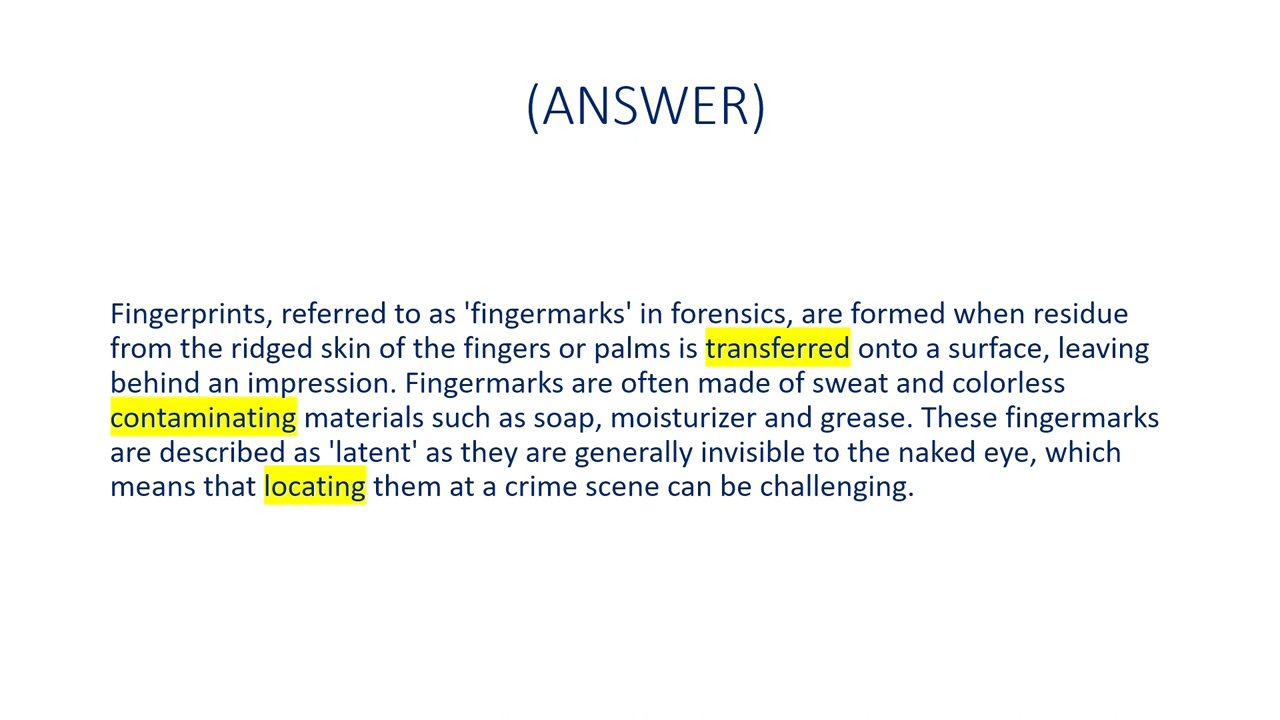 (ANSWER)
Fingerprints, referred to as 'fingermarks' in forensics, are formed when residue
from the ridged skin of the fingers or palms is transferred onto a surface, leaving
behind an impression. Fingermarks are often made of sweat and colorless
contaminating materials such as soap, moisturizer and grease. These fingermarks
are described as 'latent' as they are generally invisible to the naked eye, which
means that locating them at a crime scene can be challenging.